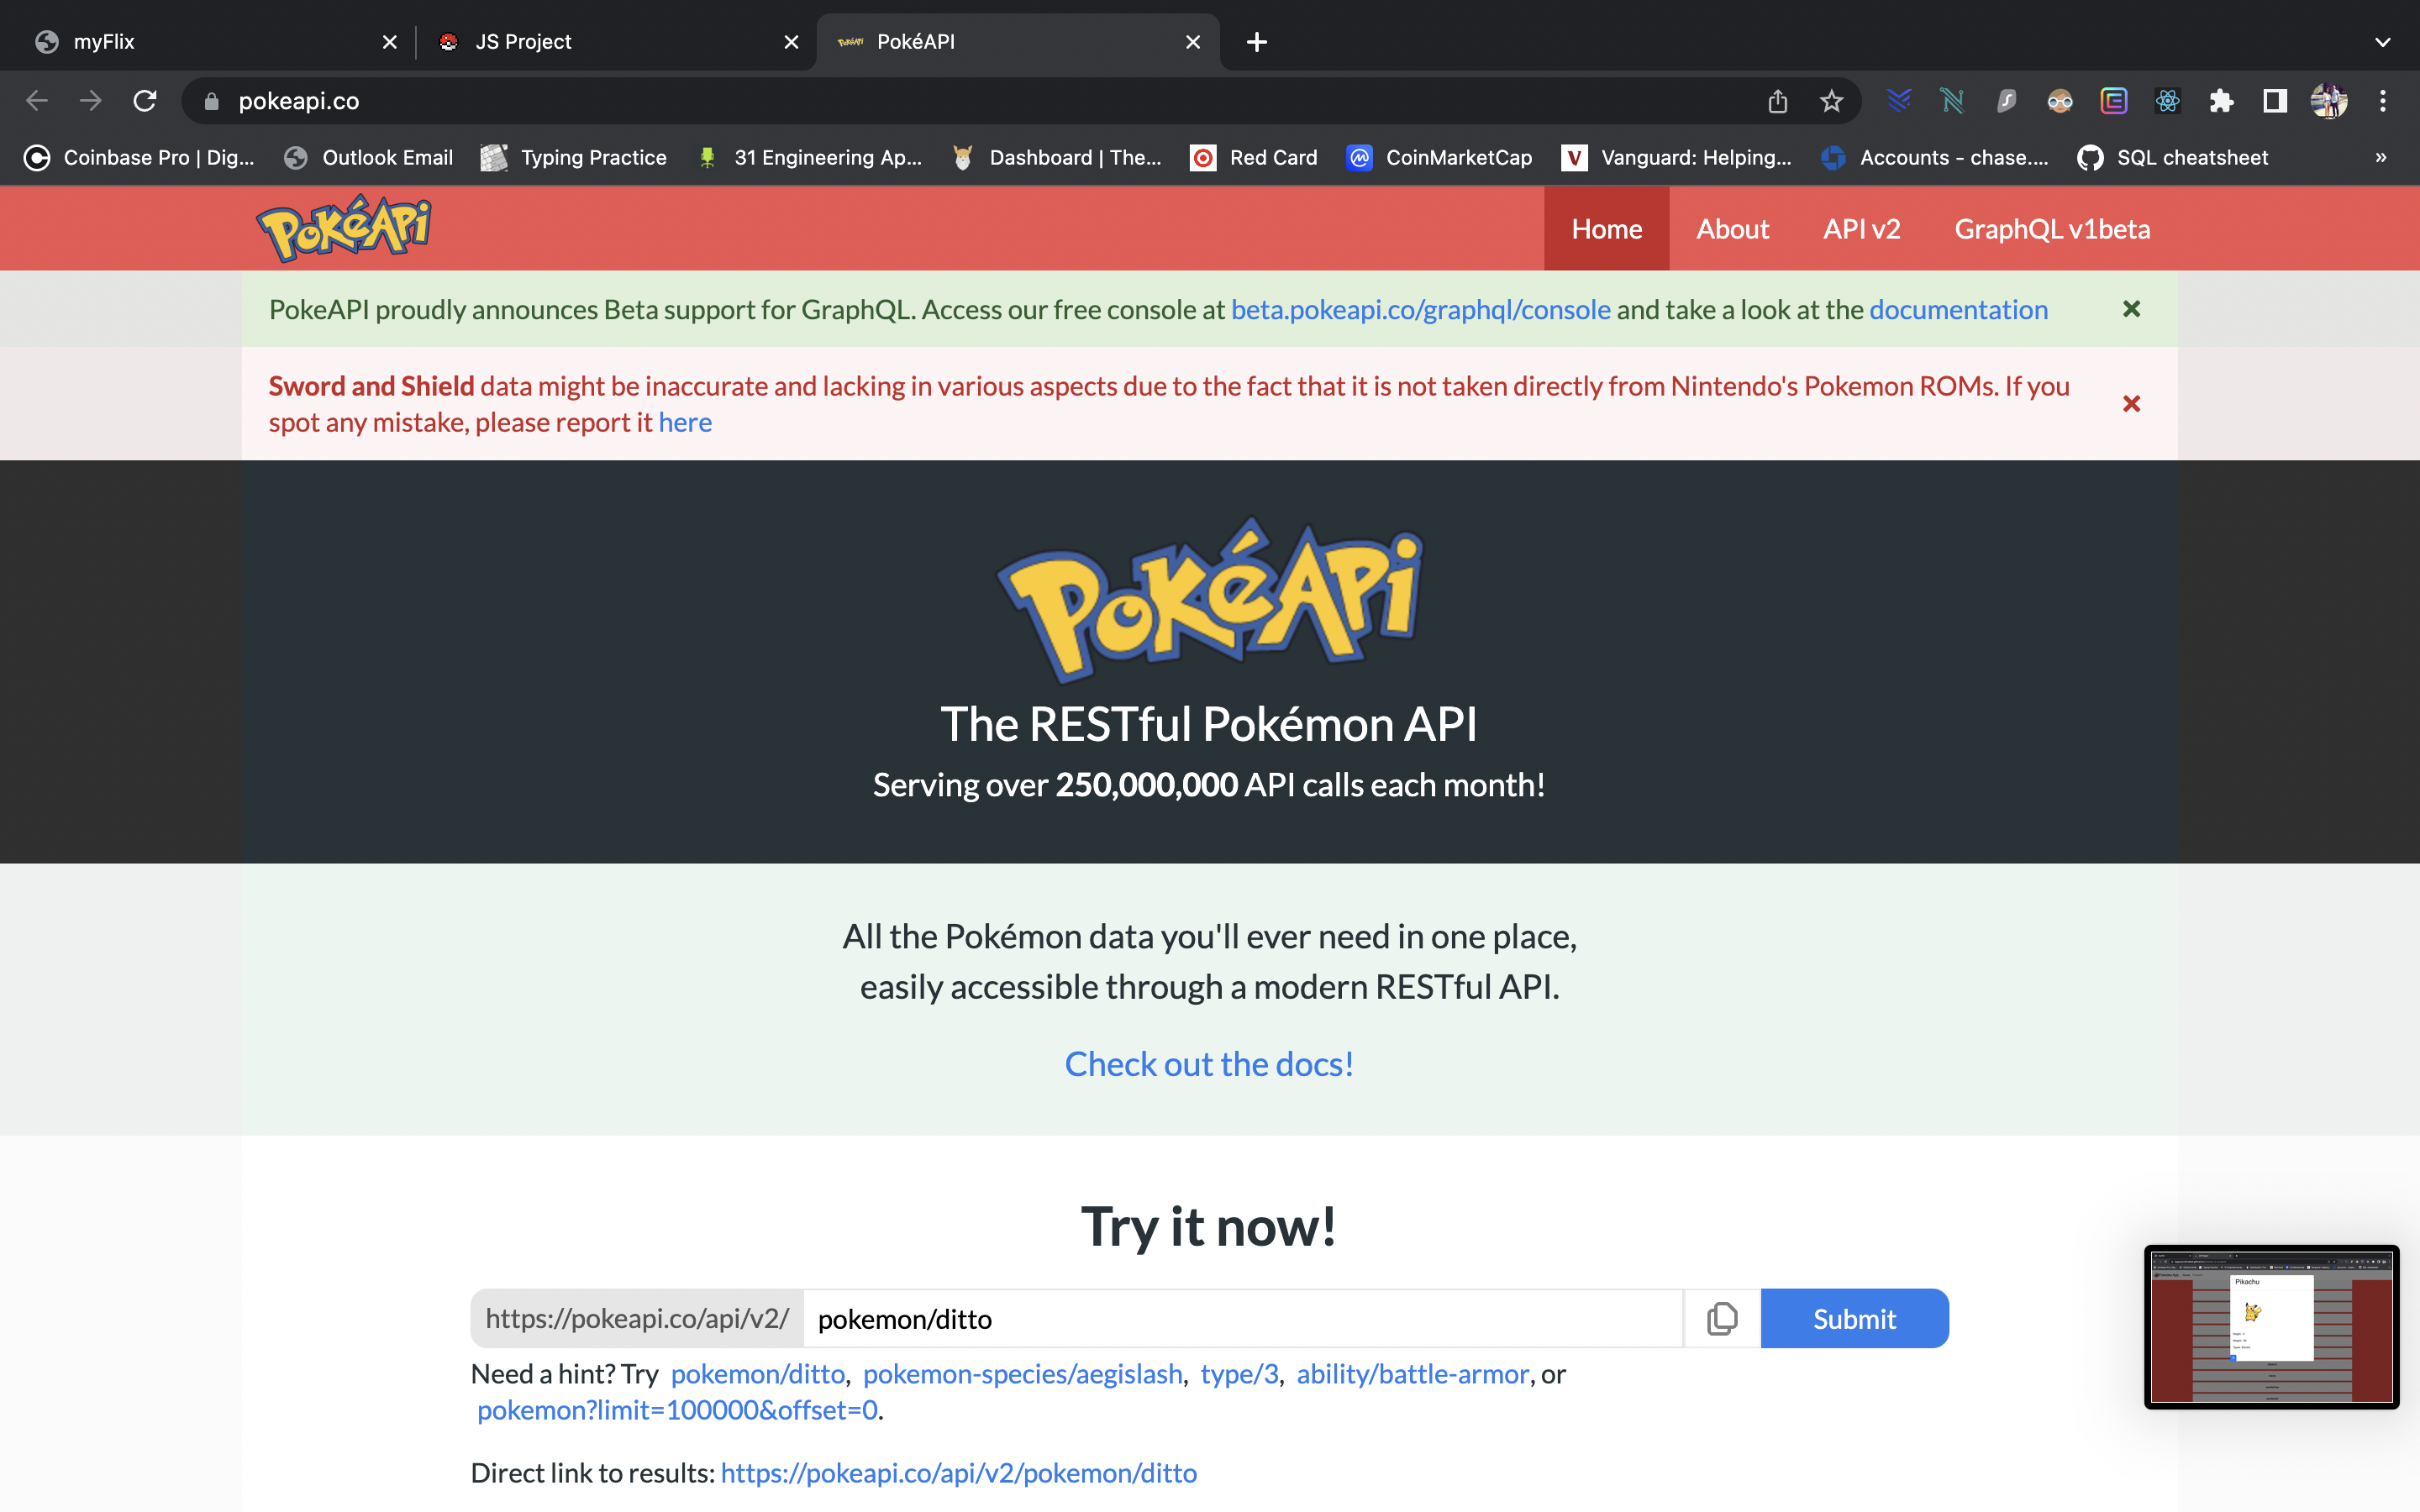 myFlix
JS Project
PokéAPI
pokeapi.co
Coinbase Pro | Dig...
Outlook Email
Typing Practice
31 Engineering Ap...
Dashboard | The...
Red Card
CoinMarketCap
Vanguard: Helping...
Accounts - chase....
SQL cheatsheet
»
PokéAPi
Home
About
API v2
GraphQL v1beta
PokeAPI proudly announces Beta support for GraphQL. Access our free console at beta.pokeapi.co/graphql/console and take a look at the documentation
Sword and Shield data might be inaccurate and lacking in various aspects due to the fact that it is not taken directly from Nintendo's Pokemon ROMs. If you
spot any mistake, please report it here
PokéAPi
The RESTful Pokémon API
Serving over 250,000,000 API calls each month!
All the Pokémon data you'll ever need in one place,
easily accessible through a modern RESTful API.
Check out the docs!
Try it now!
https://pokeapi.co/api/v2/
pokemon/ditto
Submit
Need a hint? Try pokemon/ditto, pokemon-species/aegislash, type/3, ability/battle-armor, or
pokemon?limit=100000&offset=0.
Direct link to results: https://pokeapi.co/api/v2/pokemon/ditto
Pikachu